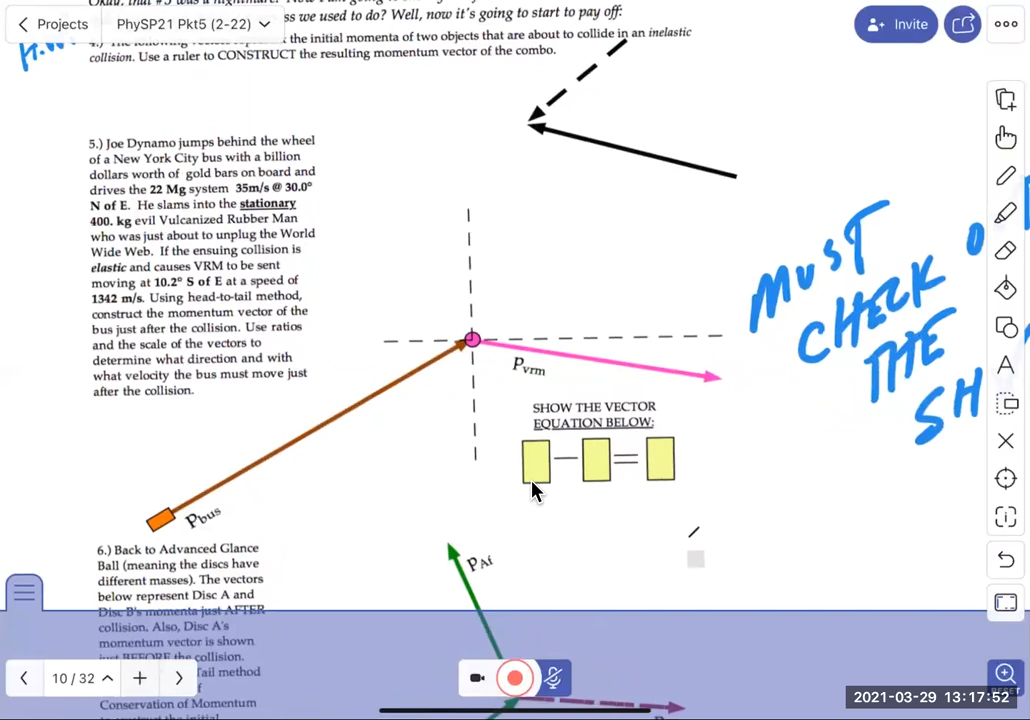 Projects
PhySP21 Pkt5 (2-22)
Invite
ss we used to do? Well, now it's going to start to pay off:
the initial momenta of two objects that are about to collide in an inelastic
collision. Use a ruler to CONSTRUCT the resulting momentum vector of the combo.
5.) Joe Dynamo jumps behind the wheel
of a New York City bus with a billion
dollars worth of gold bars on board and
drives the 22 Mg system 35m/s @ 30.0°
N of E. He slams into the stationary
400. kg evil Vulcanized Rubber Man
who was just about to unplug the World
Wide Web. If the ensuing collision is
elastic and causes VRM to be sent
moving at 10.2° S of E at a speed of
1342 m/s. Using head-to-tail method,
construct the momentum vector of the
bus just after the collision. Use ratios
and the scale of the vectors to
determine what direction and with
what velocity the bus must move just
after the collision.
Pvrm
SHOW THE VECTOR
EQUATION BELOW:
Pbus
MUST
CHECK
THE
SH
6.) Back to Advanced Glance
Ball (meaning the discs have
different masses). The vectors
below represent Disc A and
Disc B's momenta just AFTER
collision. Also, Disc A's
momentum vector is shown
just BEFORE the collision.
Tail method
Conservation of Momentum
PAf
10 / 32
RESET
2021-03-29 13:17:52